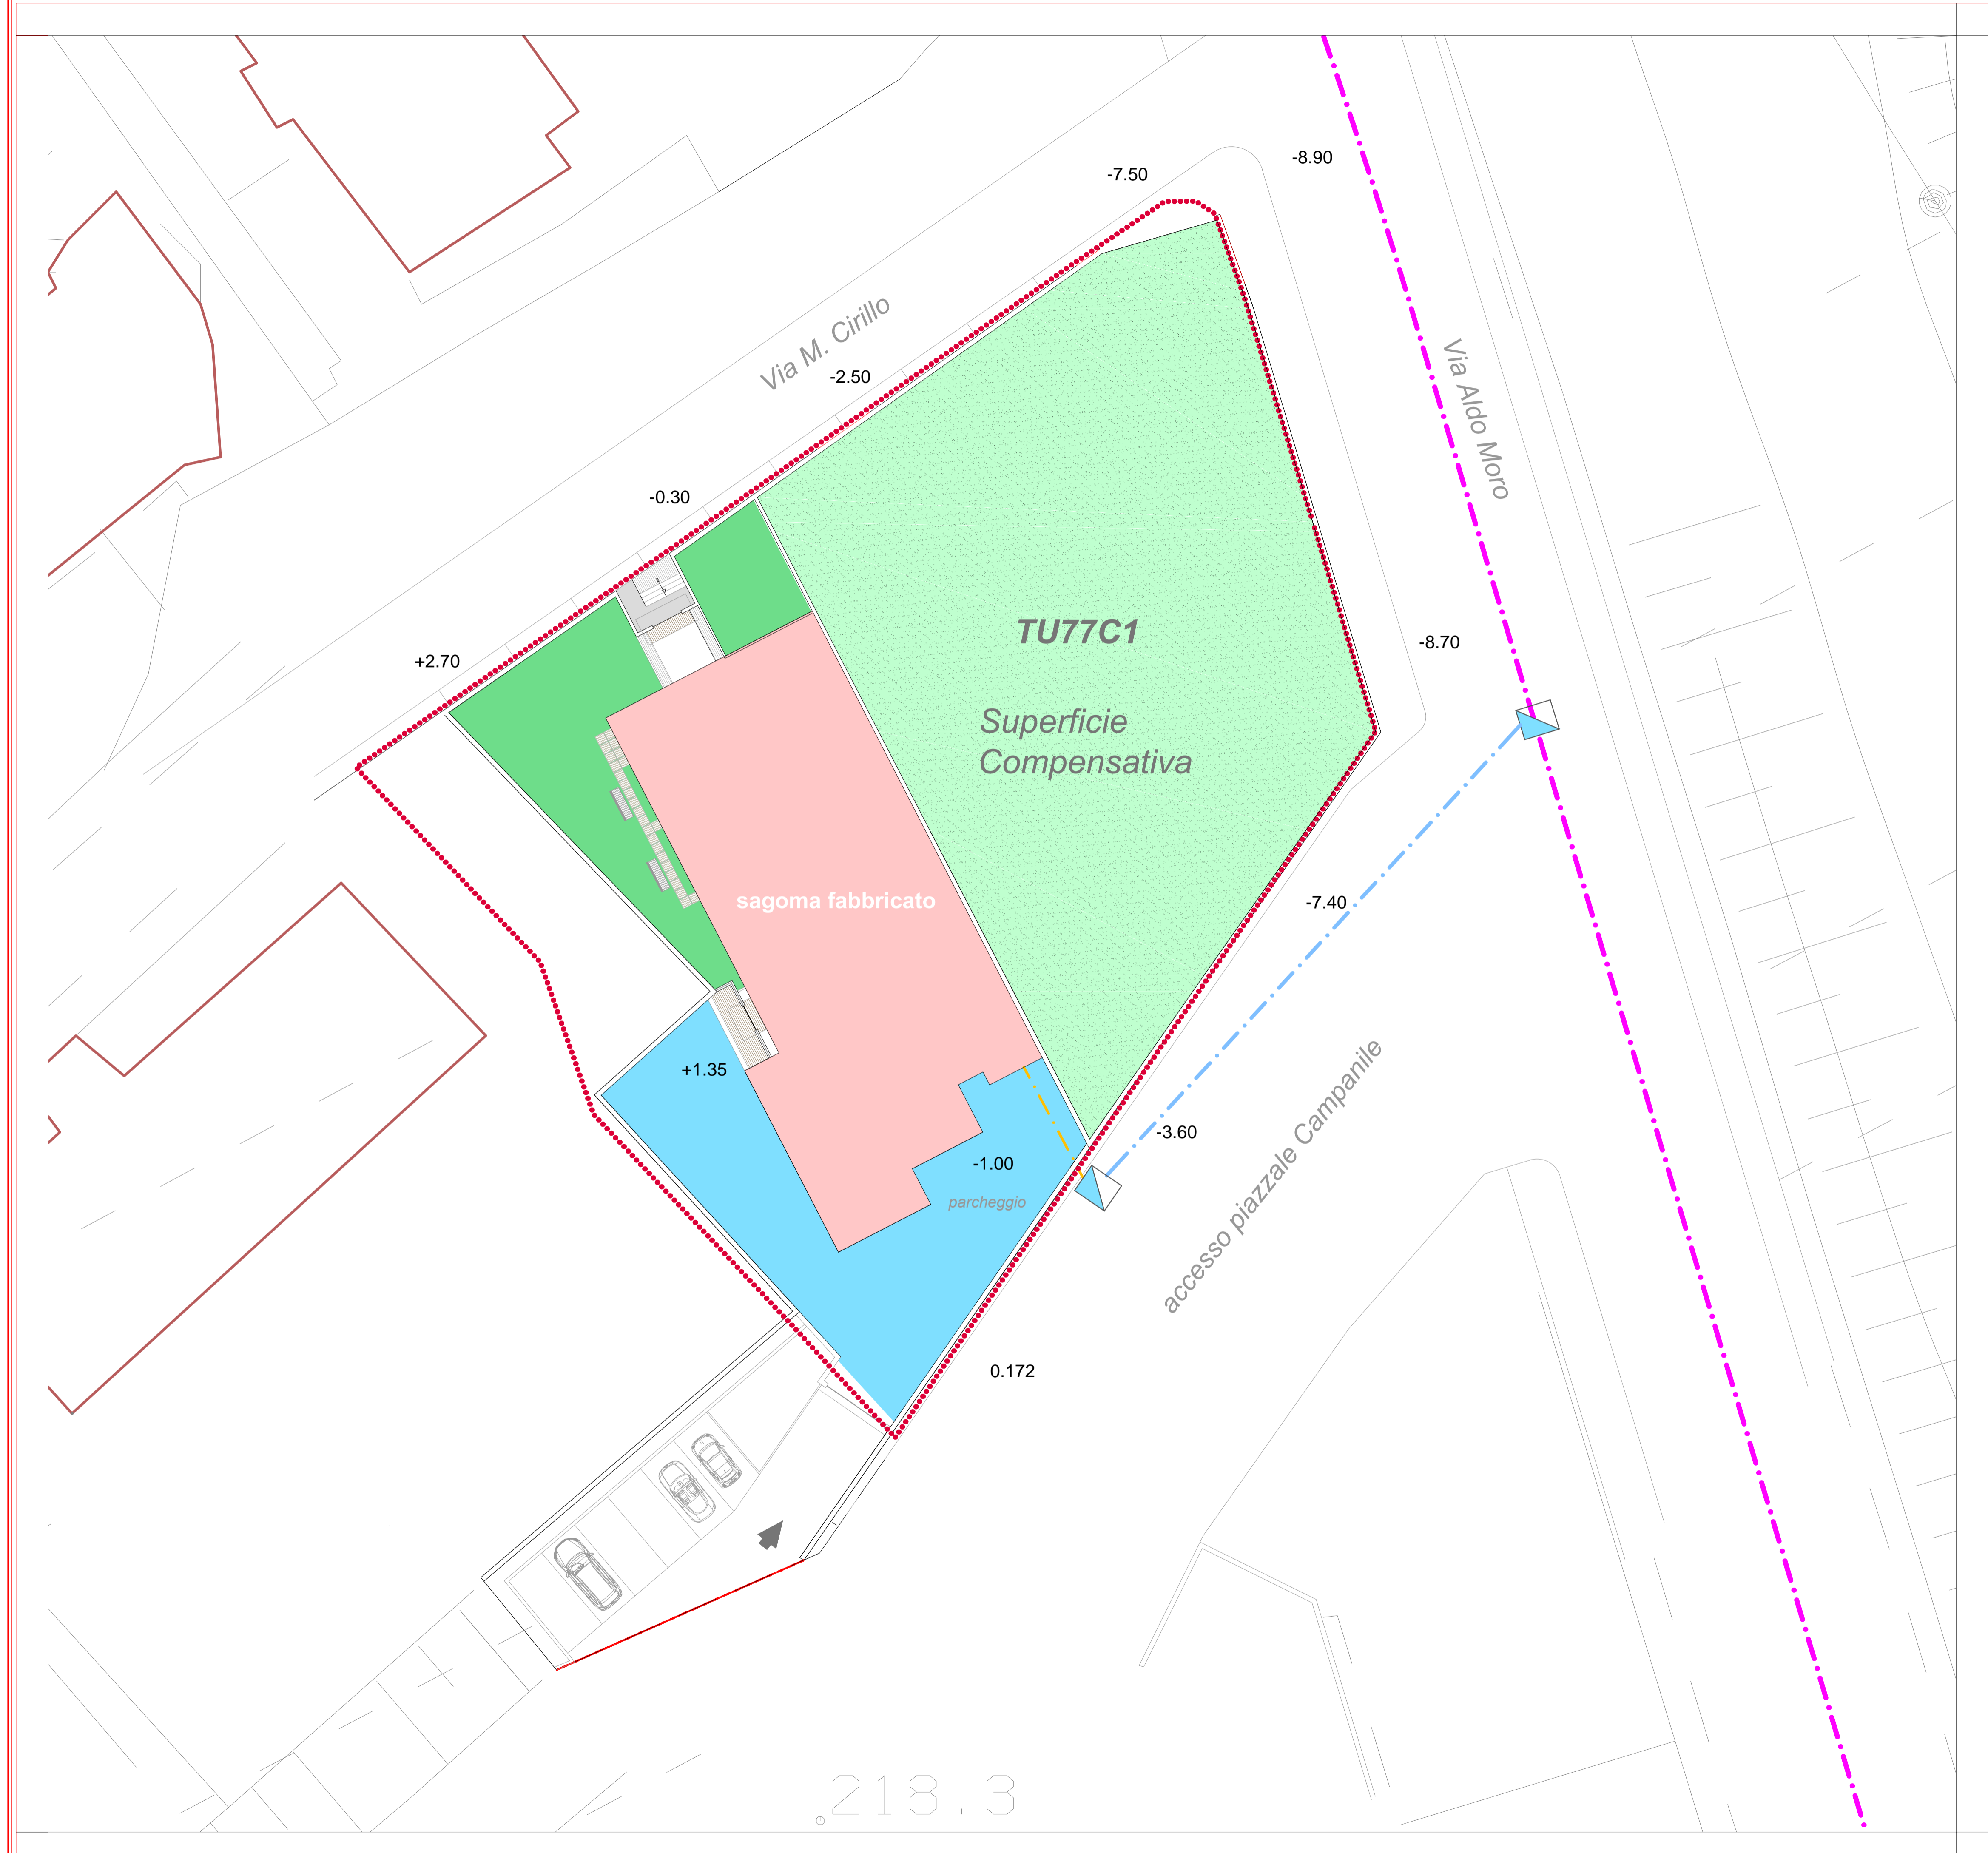 -8.90
-7.50
Via M. Cirillo
-2.50
Via Aldo Moro
-0.30
TU77C1
-8.70
+2.70
Superficie
Compensativa
sagoma fabbricato
-7.40
+1.35
-3.60
-1.00
parcheggio
accesso piazzale Campanile
0.172
218.3